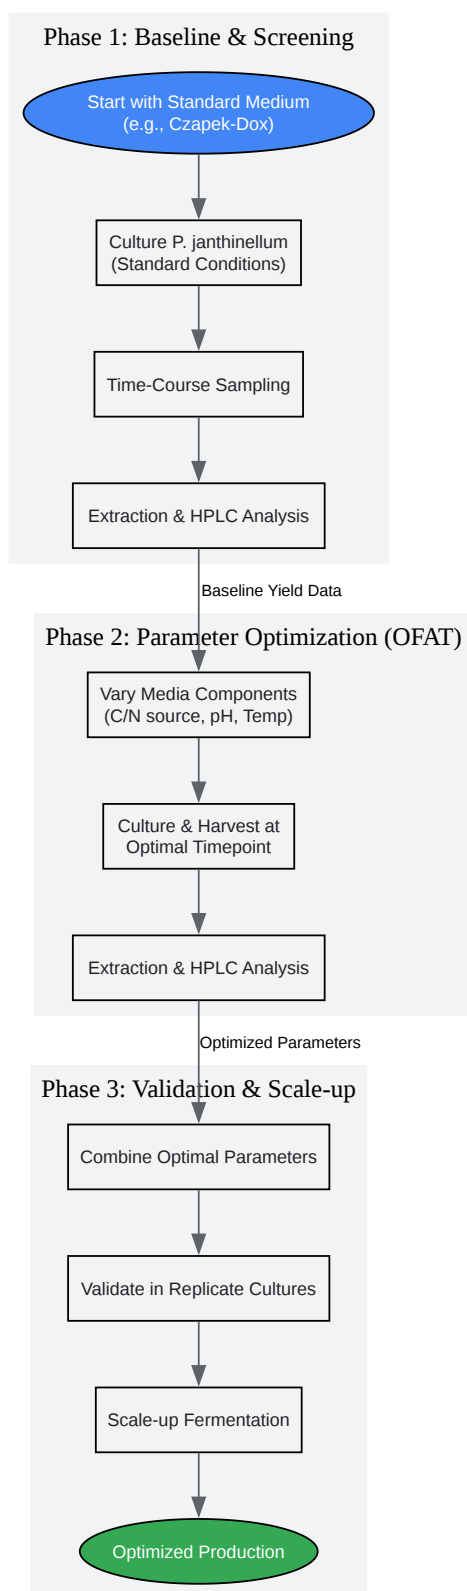 Phase 1: Baseline & Screening
Start with Standard Medium
(e.g., Czapek-Dox)
Culture P. janthinellum
(Standard Conditions)
Time-Course Sampling
Extraction & HPLC Analysis
Baseline Yield Data
Phase 2: Parameter Optimization (OFAT)
Vary Media Components
(C/N source, pH, Temp)
Culture & Harvest at
Optimal Timepoint
Extraction & HPLC Analysis
Optimized Parameters
Phase 3: Validation & Scale-up
Combine Optimal Parameters
Validate in Replicate Cultures
Scale-up Fermentation
Optimized Production